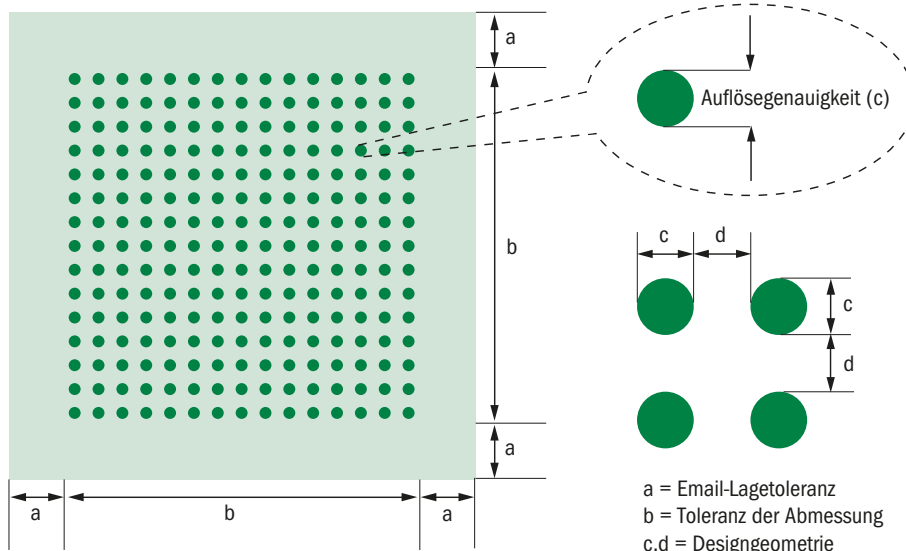 a
Auflösegenauigkeit (c)
b
c
d
c
d
a
a
b
a
a = Email-Lagetoleranz
b = Toleranz der Abmessung
c,d = Designgeometrie